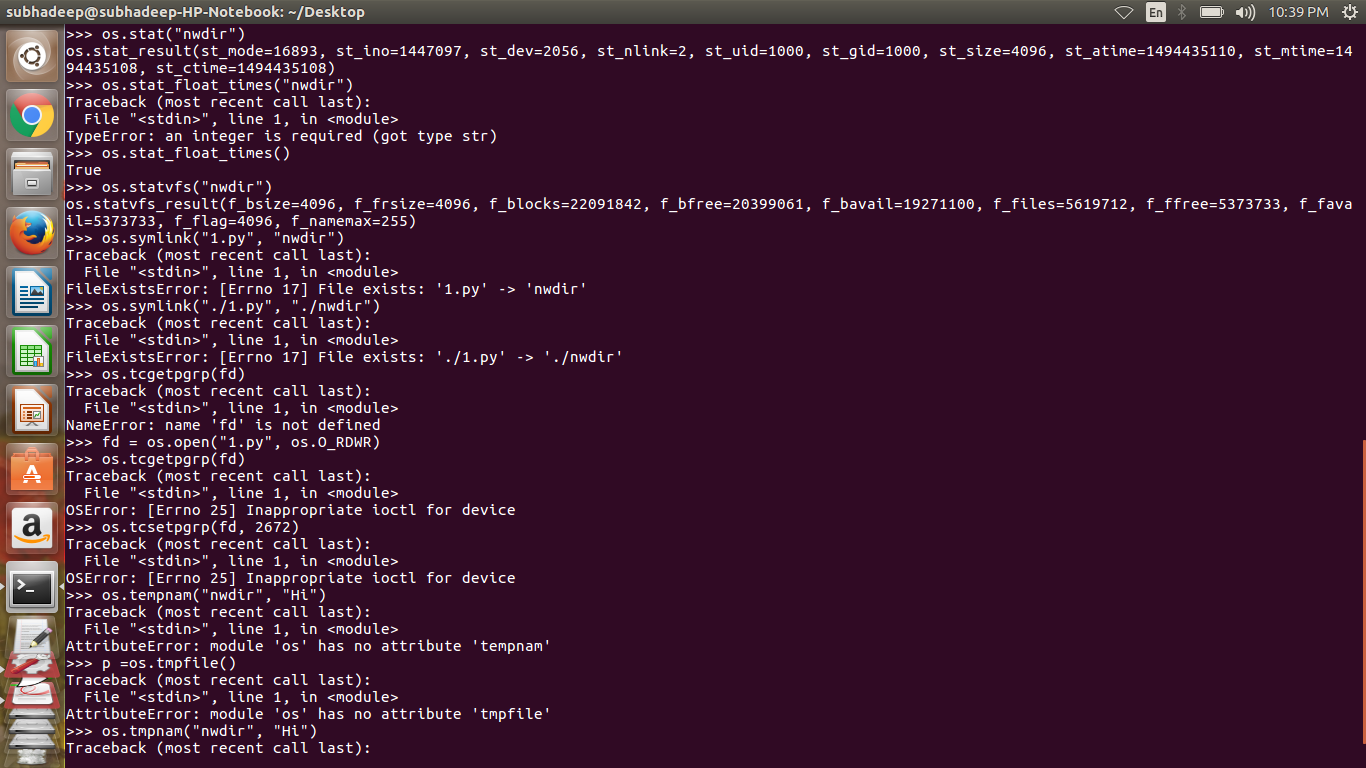 subhadeep@subhadeep-HP-Notebook: ~/Desktop
En
10:39 PM
>>> os.stat("nwdir")
os.stat_result(st_mode=16893, st_ino=1447097, st_dev=2056, st_nlink=2, st_uid=1000, st_gid=1000, st_size=4096, st_atime=1494435110, st_mtime=14
94435108, st_ctime=1494435108)
>>> os.stat_float_times("nwdir")
Traceback (most recent call last):
  File "<stdin>", line 1, in <module>
TypeError: an integer is required (got type str)
>>> os.stat_float_times()
True
>>> os.statvfs("nwdir")
os.statvfs_result(f_bsize=4096, f_frsize=4096, f_blocks=22091842, f_bfree=20399061, f_bavail=19271100, f_files=5619712, f_ffree=5373733, f_fava
il=5373733, f_flag=4096, f_namemax=255)
>>> os.symlink("1.py", "nwdir")
Traceback (most recent call last):
  File "<stdin>", line 1, in <module>
FileExistsError: [Errno 17] File exists: '1.py' -> 'nwdir'
>>> os.symlink("./1.py", "./nwdir")
Traceback (most recent call last):
  File "<stdin>", line 1, in <module>
FileExistsError: [Errno 17] File exists: './1.py' -> './nwdir'
>>> os.tcgetpgrp(fd)
Traceback (most recent call last):
  File "<stdin>", line 1, in <module>
NameError: name 'fd' is not defined
>>> fd = os.open("1.py", os.O_RDWR)
>>> os.tcgetpgrp(fd)
Traceback (most recent call last):
  File "<stdin>", line 1, in <module>
OSError: [Errno 25] Inappropriate ioctl for device
>>> os.tcsetpgrp(fd, 2672)
Traceback (most recent call last):
  File "<stdin>", line 1, in <module>
OSError: [Errno 25] Inappropriate ioctl for device
>>> os.tempnam("nwdir", "Hi")
Traceback (most recent call last):
  File "<stdin>", line 1, in <module>
AttributeError: module 'os' has no attribute 'tempnam'
>>> p =os.tmpfile()
Traceback (most recent call last):
  File "<stdin>", line 1, in <module>
AttributeError: module 'os' has no attribute 'tmpfile'
>>> os.tmpnam("nwdir", "Hi")
Traceback (most recent call last):